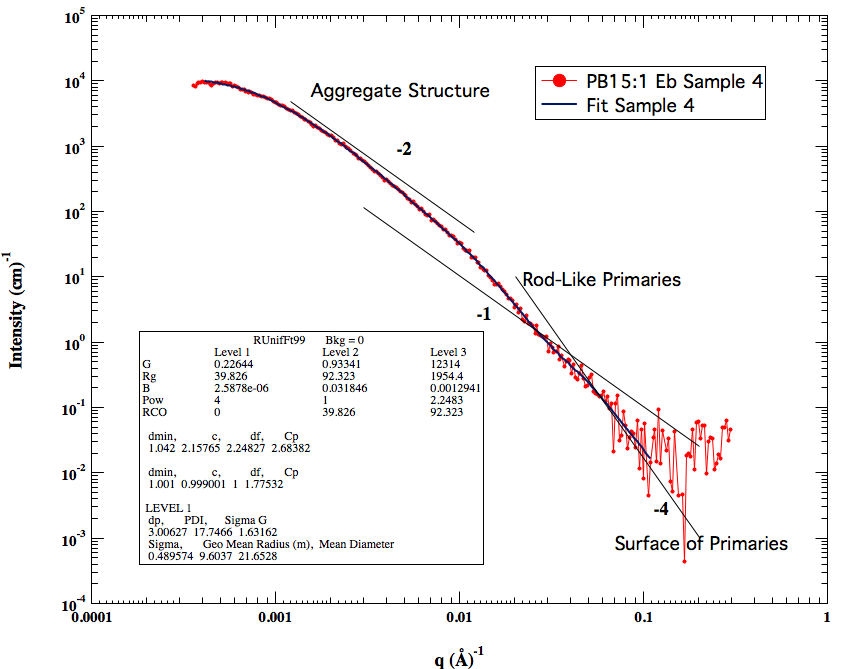 10^5
10^4
10^3
10^2
10^1
10^0
10^-1
10^-2
10^-3
10^-4
Intensity (cm)^-1
Aggregate Structure
PB15:1 Eb Sample 4
Fit Sample 4
-2
Rod-Like Primaries
-1
RUnifFt99 Bkg = 0
Level 1 Level 2 Level 3
G 0.22644 0.93341 12314
Rg 39.826 92.323 1954.4
B 2.5878e-06 0.031846 0.0012941
Pow 4 1 2.2483
RCO 0 39.826 92.323
dmin, c, df, Cp
1.042 2.15765 2.24827 2.68382
dmin, c, df, Cp
1.001 0.999001 1 1.77532
LEVEL 1
dp, PDI, Sigma G
3.00627 17.7466 1.63162
Sigma, Geo Mean Radius (m), Mean Diameter
0.489574 9.6037 21.6528
-4
Surface of Primaries
0.0001 0.001 0.01 0.1 1
q (Å)^-1